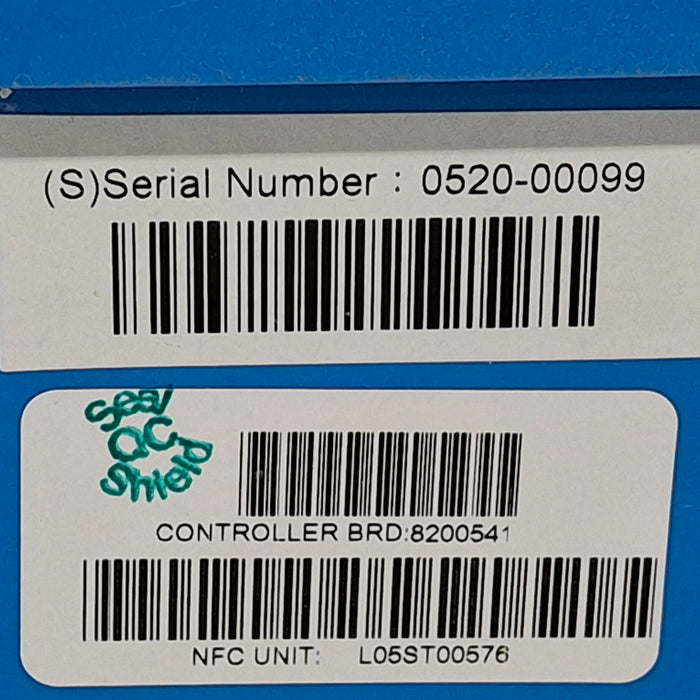 (S)Serial Number : 0520-00099
Seal
QC
Shield
CONTROLLER BRD:8200541
NFC UNIT: L05ST00576